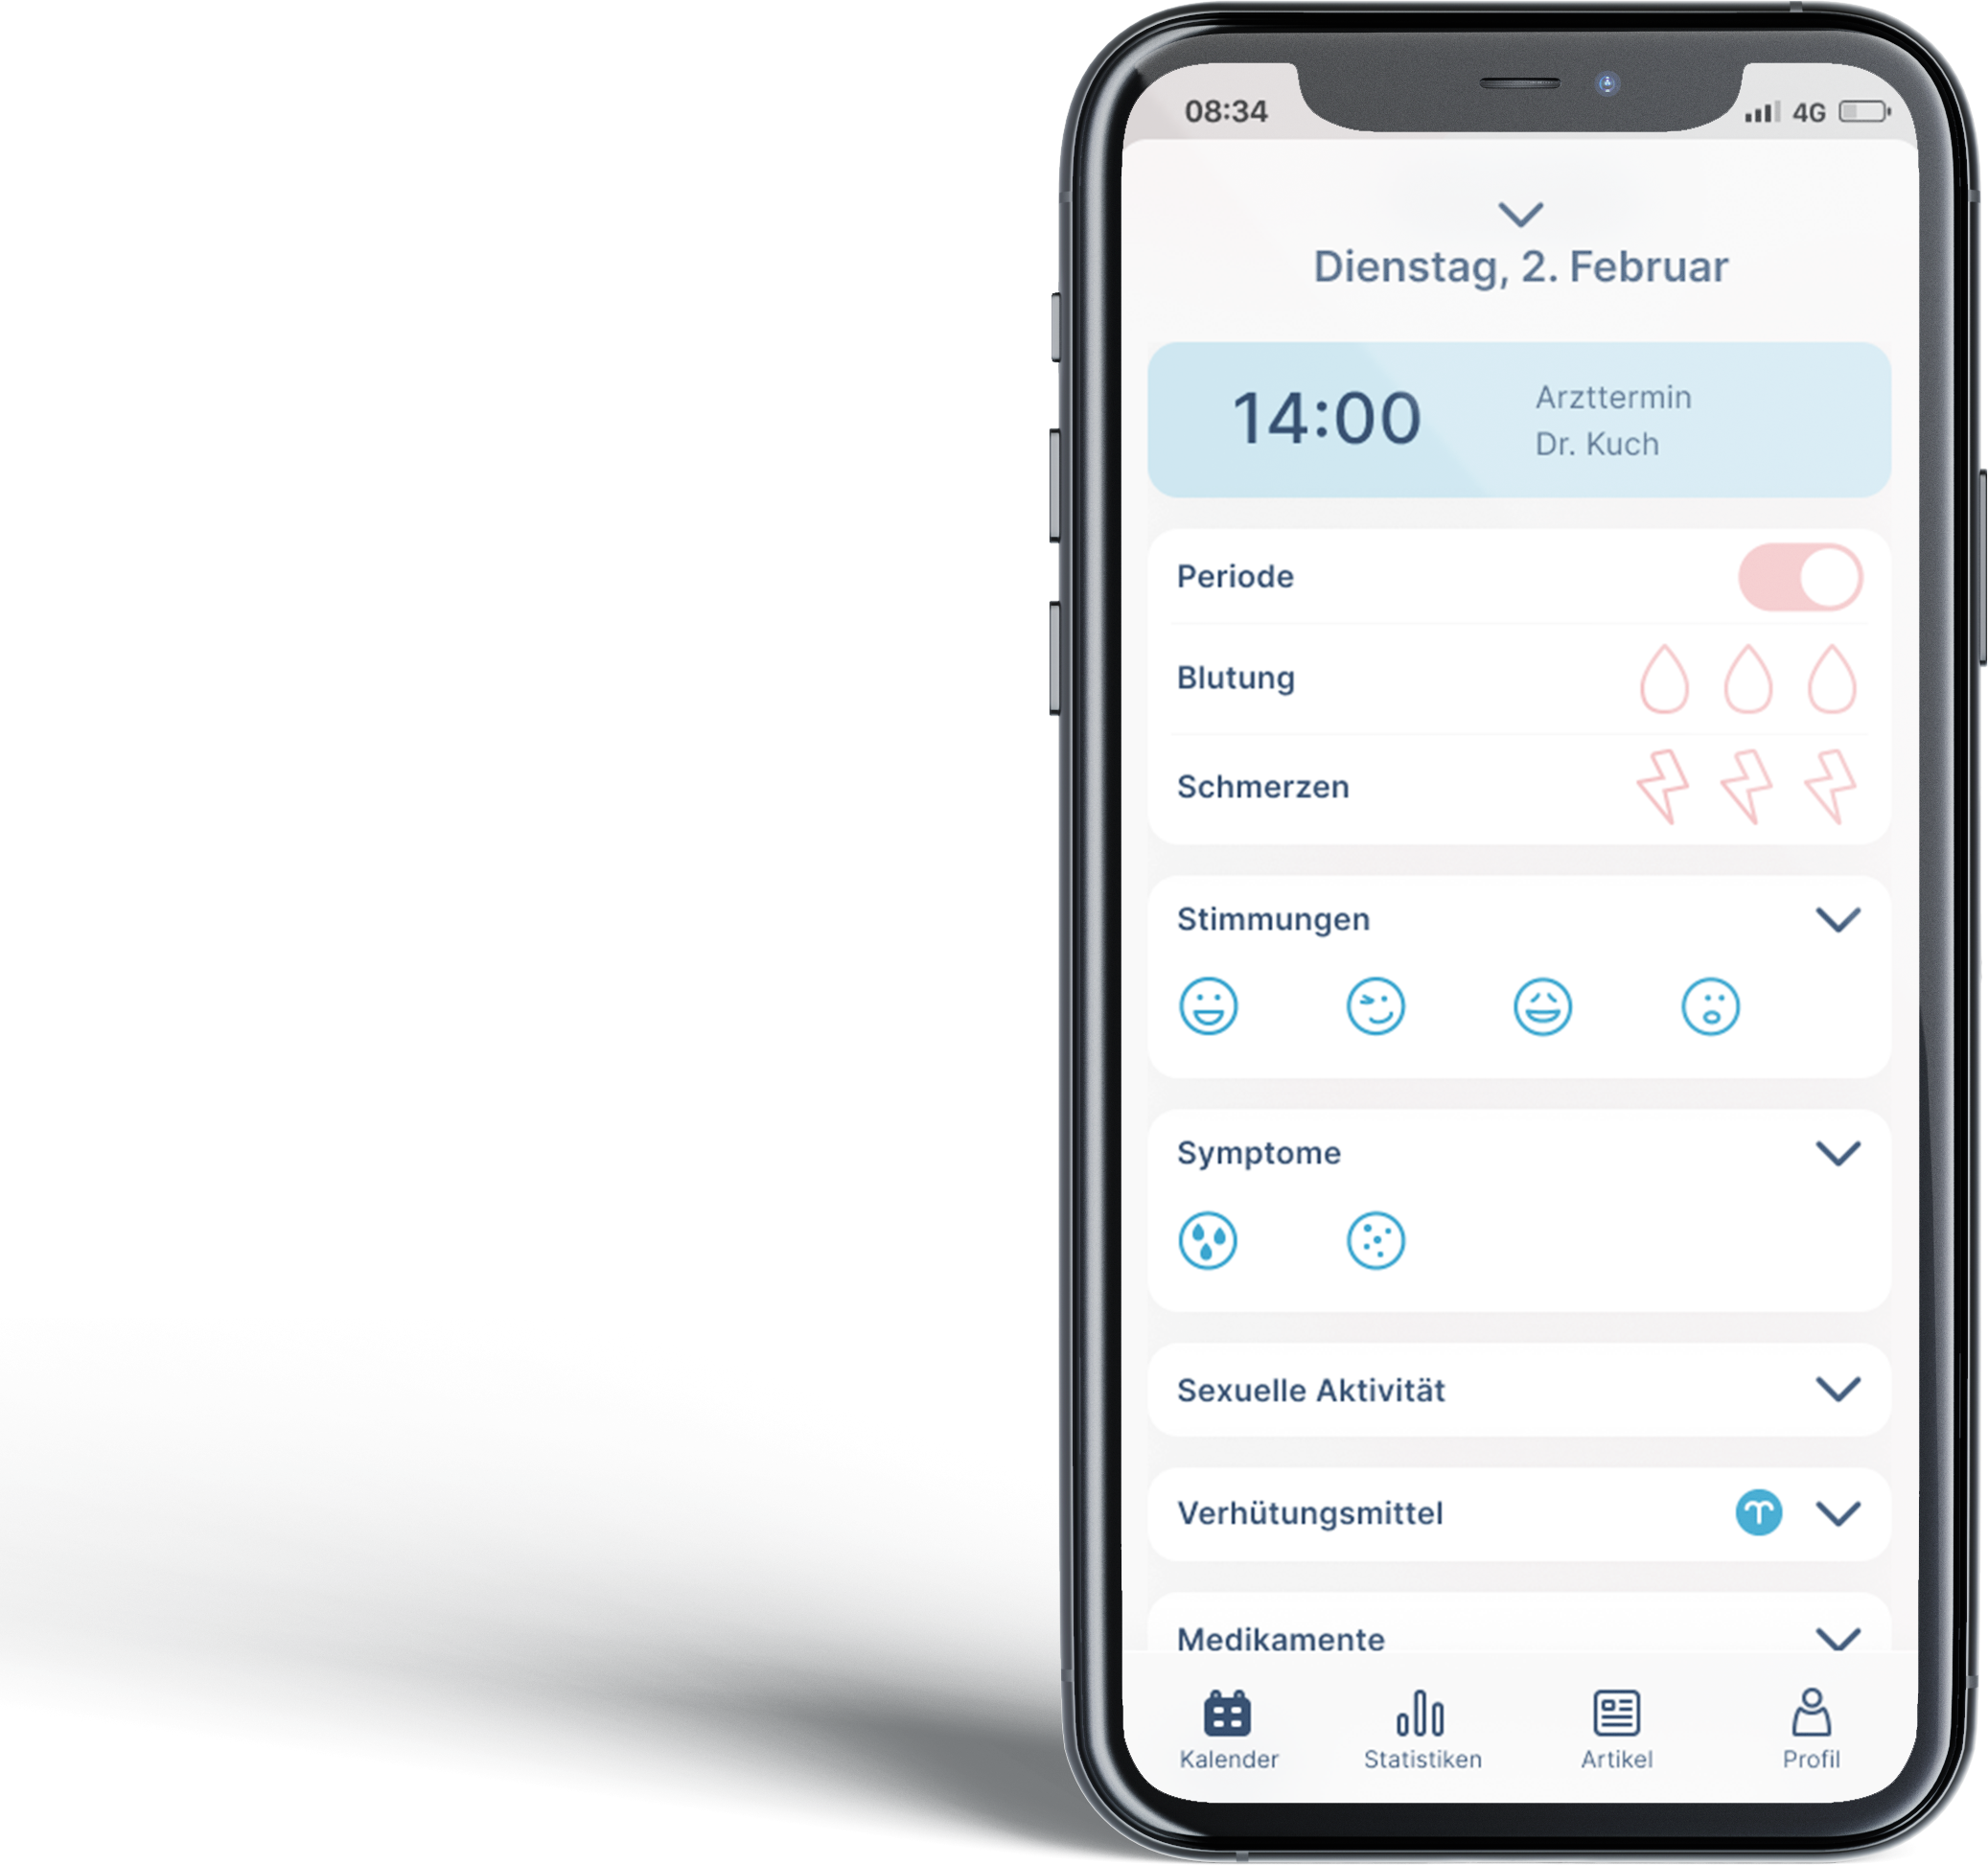 08:34 4G
Dienstag, 2. Februar
14:00
Arzttermin
Dr. Kuch
Periode
Blutung
Schmerzen
Stimmungen
Symptome
Sexuelle Aktivität
Verhütungsmittel
Medikamente
Kalender Statistiken Artikel Profil